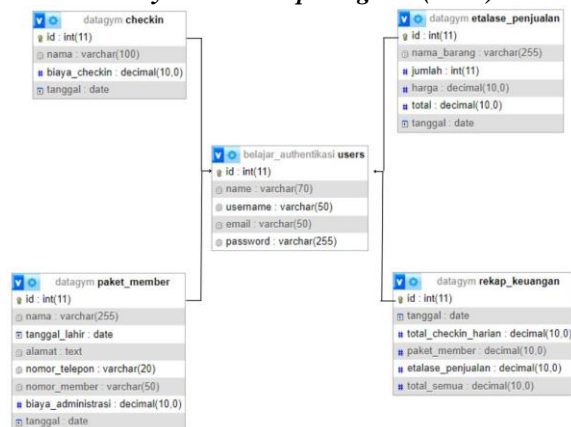 datagym checkin
id : int(11)
nama : varchar(100)
biaya_checkin : decimal(10,0)
tanggal : date
datagym etalase_penjualan
id : int(11)
nama_barang : varchar(255)
jumlah : int(11)
harga : decimal(10,0)
total : decimal(10,0)
tanggal : date
belajar_authentikasi users
id : int(11)
name : varchar(70)
username : varchar(50)
email : varchar(50)
password : varchar(255)
datagym paket_member
id : int(11)
nama : varchar(255)
tanggal_lahir : date
alamat : text
nomor_telepon : varchar(20)
nomor_member : varchar(50)
biaya_administrasi : decimal(10,0)
tanggal : date
datagym rekap_keuangan
id : int(11)
tanggal : date
total_checkin_harian : decimal(10,0)
paket_member : decimal(10,0)
etalase_penjualan : decimal(10,0)
total_semua : decimal(10,0)